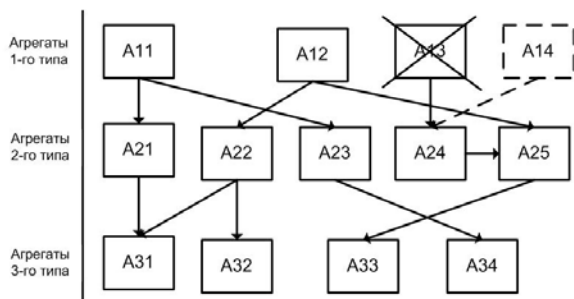 Агрегаты
1-го типа
A11
A12
A13
A14
Агрегаты
2-го типа
A21
A22
A23
A24
A25
Агрегаты
3-го типа
A31
A32
A33
A34